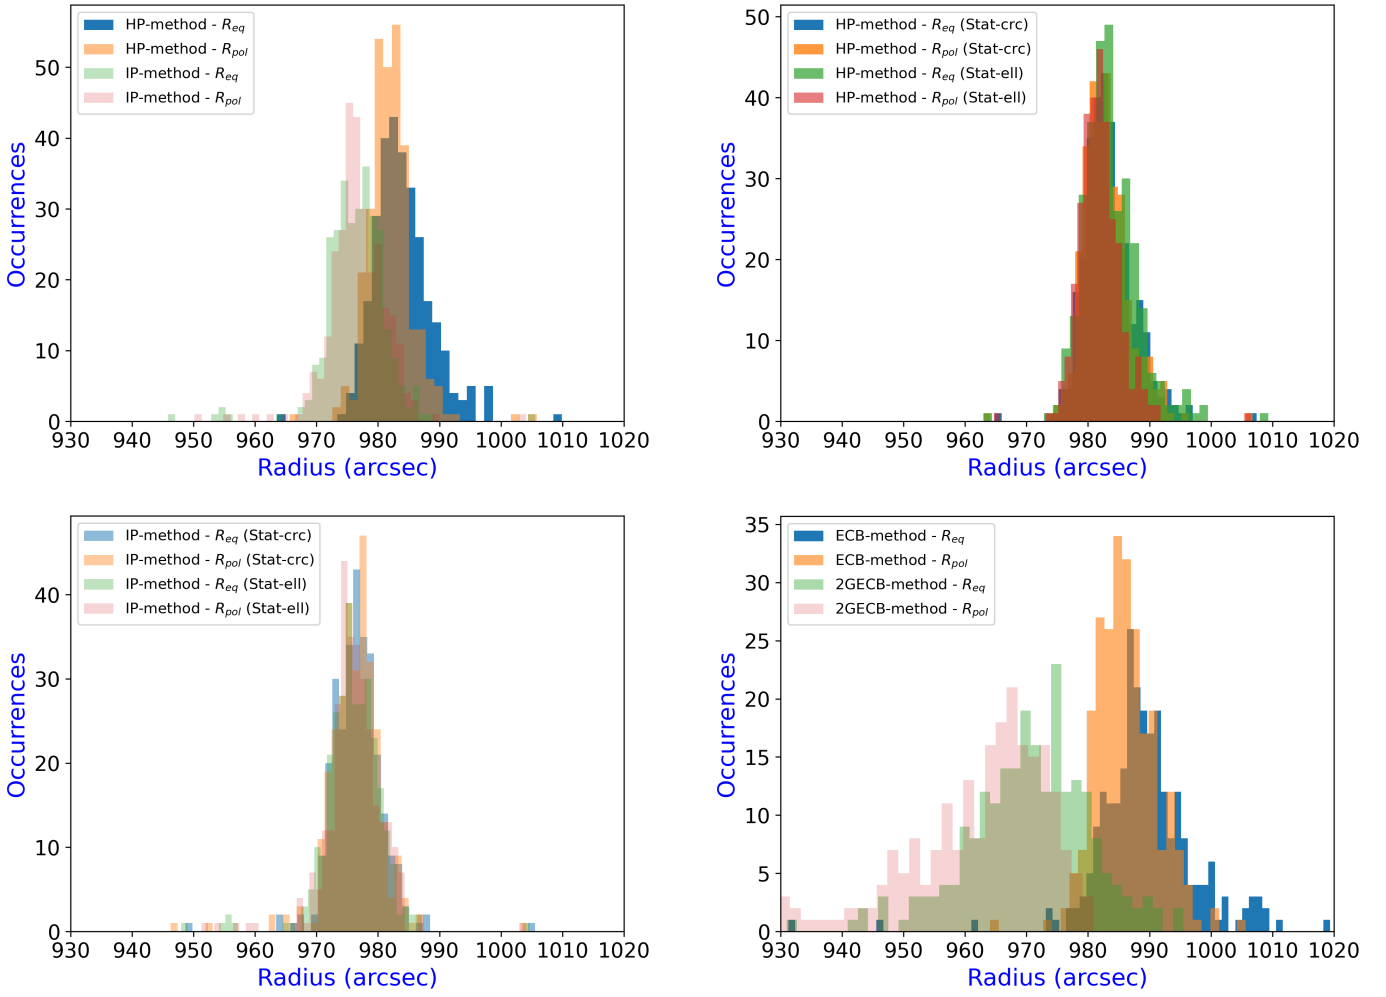 HP-method - R_eq
HP-method - R_pol
IP-method - R_eq
IP-method - R_pol
50
40
30
20
10
0
Occurrences
930 940 950 960 970 980 990 1000 1010 1020
Radius (arcsec)
HP-method - R_eq (Stat-crc)
HP-method - R_pol (Stat-crc)
HP-method - R_eq (Stat-ell)
HP-method - R_pol (Stat-ell)
50
40
30
20
10
0
Occurrences
930 940 950 960 970 980 990 1000 1010 1020
Radius (arcsec)
IP-method - R_eq (Stat-crc)
IP-method - R_pol (Stat-crc)
IP-method - R_eq (Stat-ell)
IP-method - R_pol (Stat-ell)
40
30
20
10
0
Occurrences
930 940 950 960 970 980 990 1000 1010 1020
Radius (arcsec)
ECB-method - R_eq
ECB-method - R_pol
2GECB-method - R_eq
2GECB-method - R_pol
35
30
25
20
15
10
5
0
Occurrences
930 940 950 960 970 980 990 1000 1010 1020
Radius (arcsec)